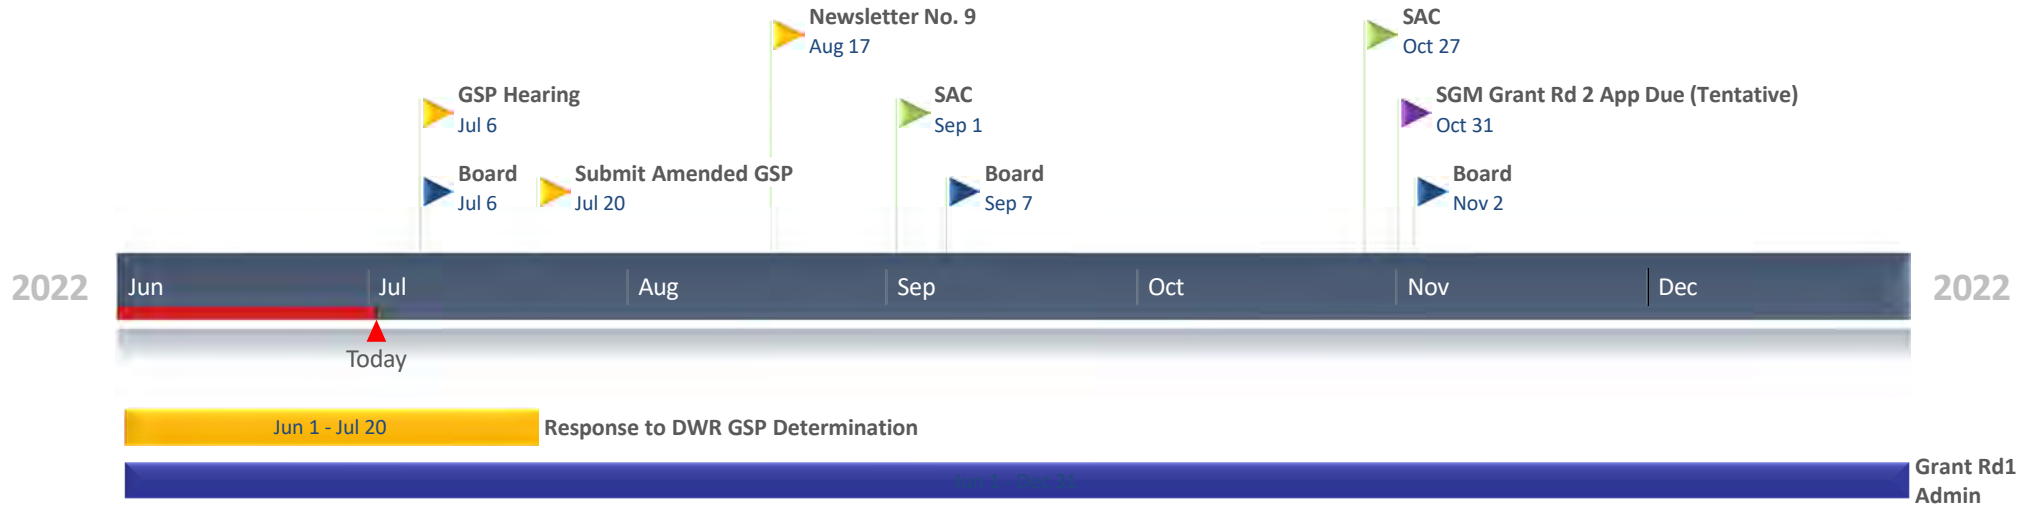 Newsletter No. 9
Aug 17
SAC
Oct 27
GSP Hearing
Jul 6
SAC
Sep 1
SGM Grant Rd 2 App Due (Tentative)
Oct 31
Board
Jul 6
Submit Amended GSP
Jul 20
Board
Sep 7
Board
Nov 2
2022
Jun
Jul
Aug
Sep
Oct
Nov
Dec
2022
Today
Jun 1 - Jul 20
Response to DWR GSP Determination
Grant Rd1
Admin